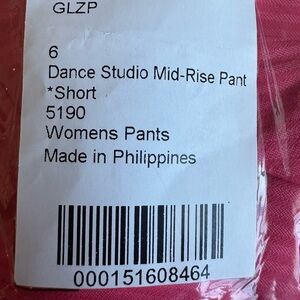 GLZP
6
Dance Studio Mid-Rise Pant
*Short
5190
Womens Pants
Made in Philippines
000151608464